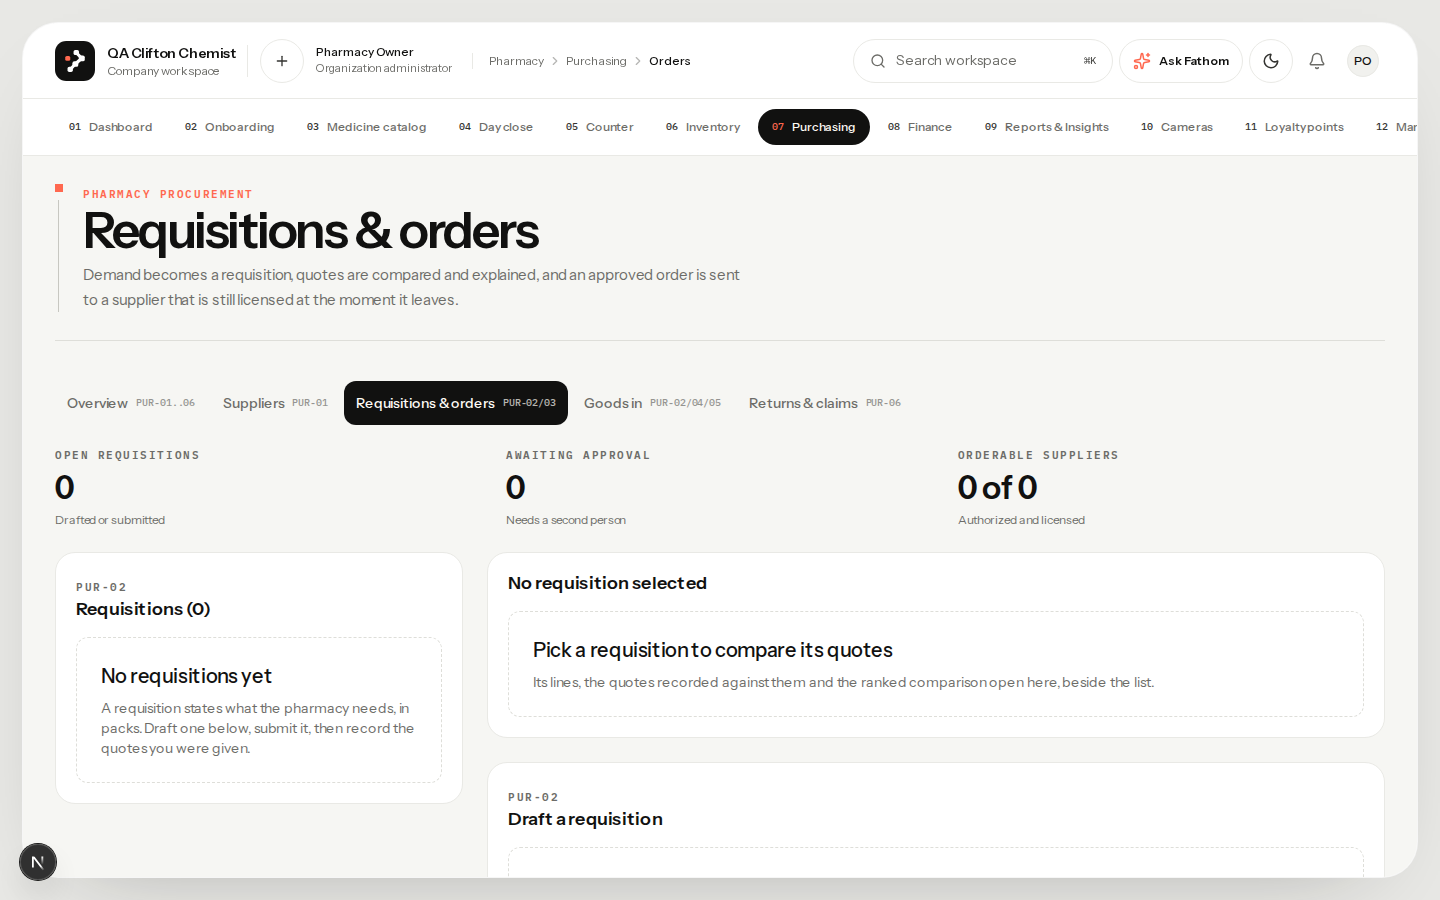 QA Clifton Chemist
Company workspace
Pharmacy Owner
Organization administrator
Pharmacy > Purchasing > Orders
Search workspace ⌘K
Ask Fathom
PO
01 Dashboard
02 Onboarding
03 Medicine catalog
04 Day close
05 Counter
06 Inventory
07 Purchasing
08 Finance
09 Reports & Insights
10 Cameras
11 Loyalty points
12 Mar
PHARMACY PROCUREMENT
Requisitions & orders
Demand becomes a requisition, quotes are compared and explained, and an approved order is sent
to a supplier that is still licensed at the moment it leaves.
Overview PUR-01..06
Suppliers PUR-01
Requisitions & orders PUR-02/03
Goods in PUR-02/04/05
Returns & claims PUR-06
OPEN REQUISITIONS
0
Drafted or submitted
AWAITING APPROVAL
0
Needs a second person
ORDERABLE SUPPLIERS
0 of 0
Authorized and licensed
PUR-02
Requisitions (0)
No requisitions yet
A requisition states what the pharmacy needs, in
packs. Draft one below, submit it, then record the
quotes you were given.
No requisition selected
Pick a requisition to compare its quotes
Its lines, the quotes recorded against them and the ranked comparison open here, beside the list.
PUR-02
Draft a requisition
N